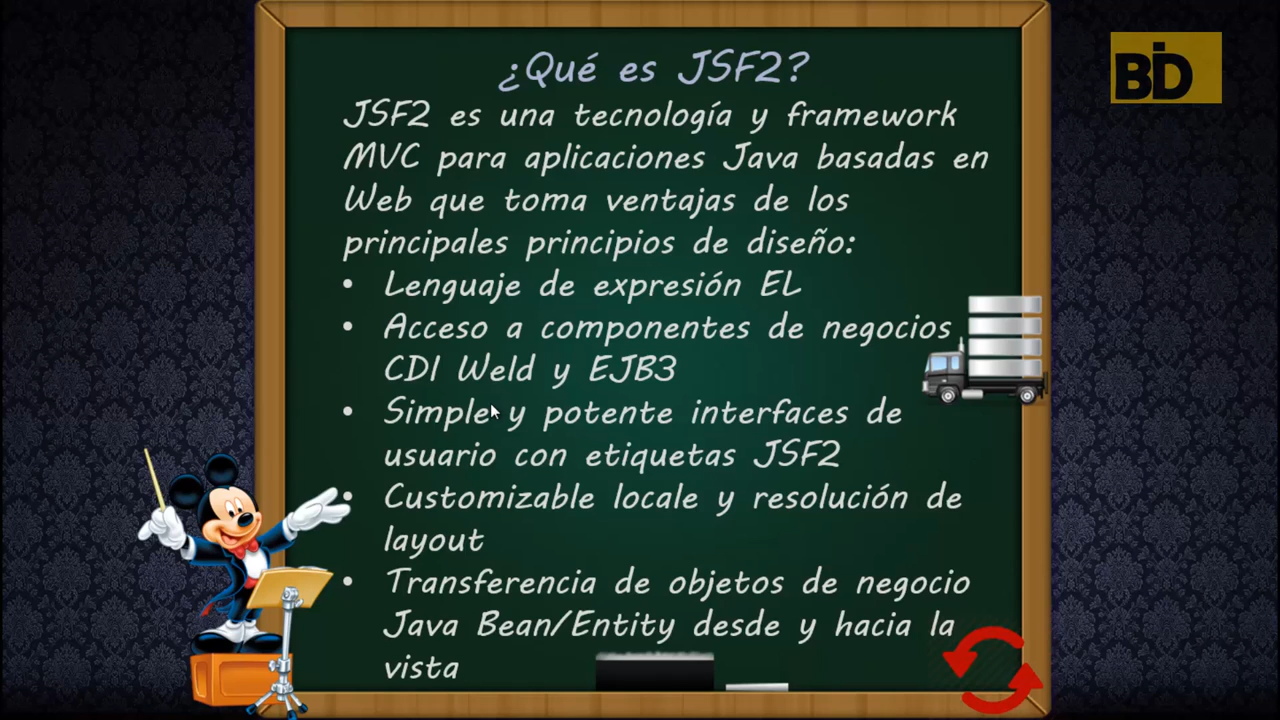 BID
¿Qué es JSF2?
JSF2 es una tecnología y framework
MVC para aplicaciones Java basadas en
Web que toma ventajas de los
principales principios de diseño:
• Lenguaje de expresión EL
• Acceso a componentes de negocios
CDI Weld y EJB3
• Simple y potente interfaces de
usuario con etiquetas JSF2
• Customizable locale y resolución de
layout
• Transferencia de objetos de negocio
Java Bean/Entity desde y hacia la
vista